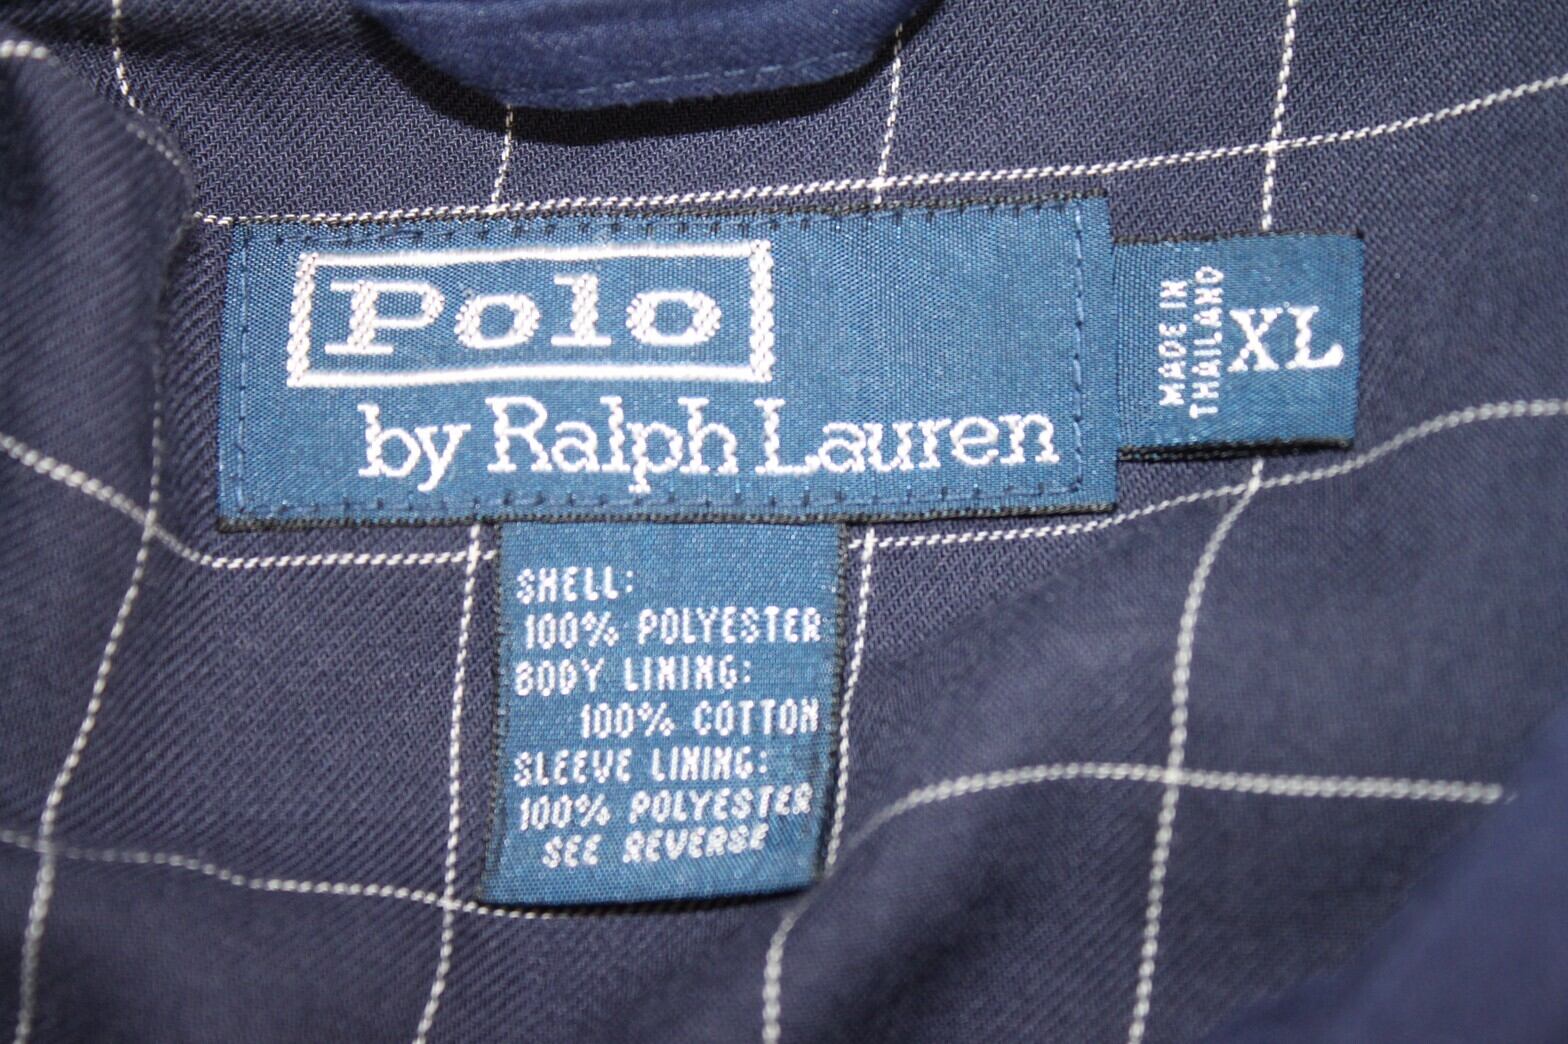 Polo
by Ralph Lauren
MADE IN
THAILAND
XL
SHELL:
100% POLYESTER
BODY LINING:
100% COTTON
SLEEVE LINING:
100% POLYESTER
SEE REVERSE